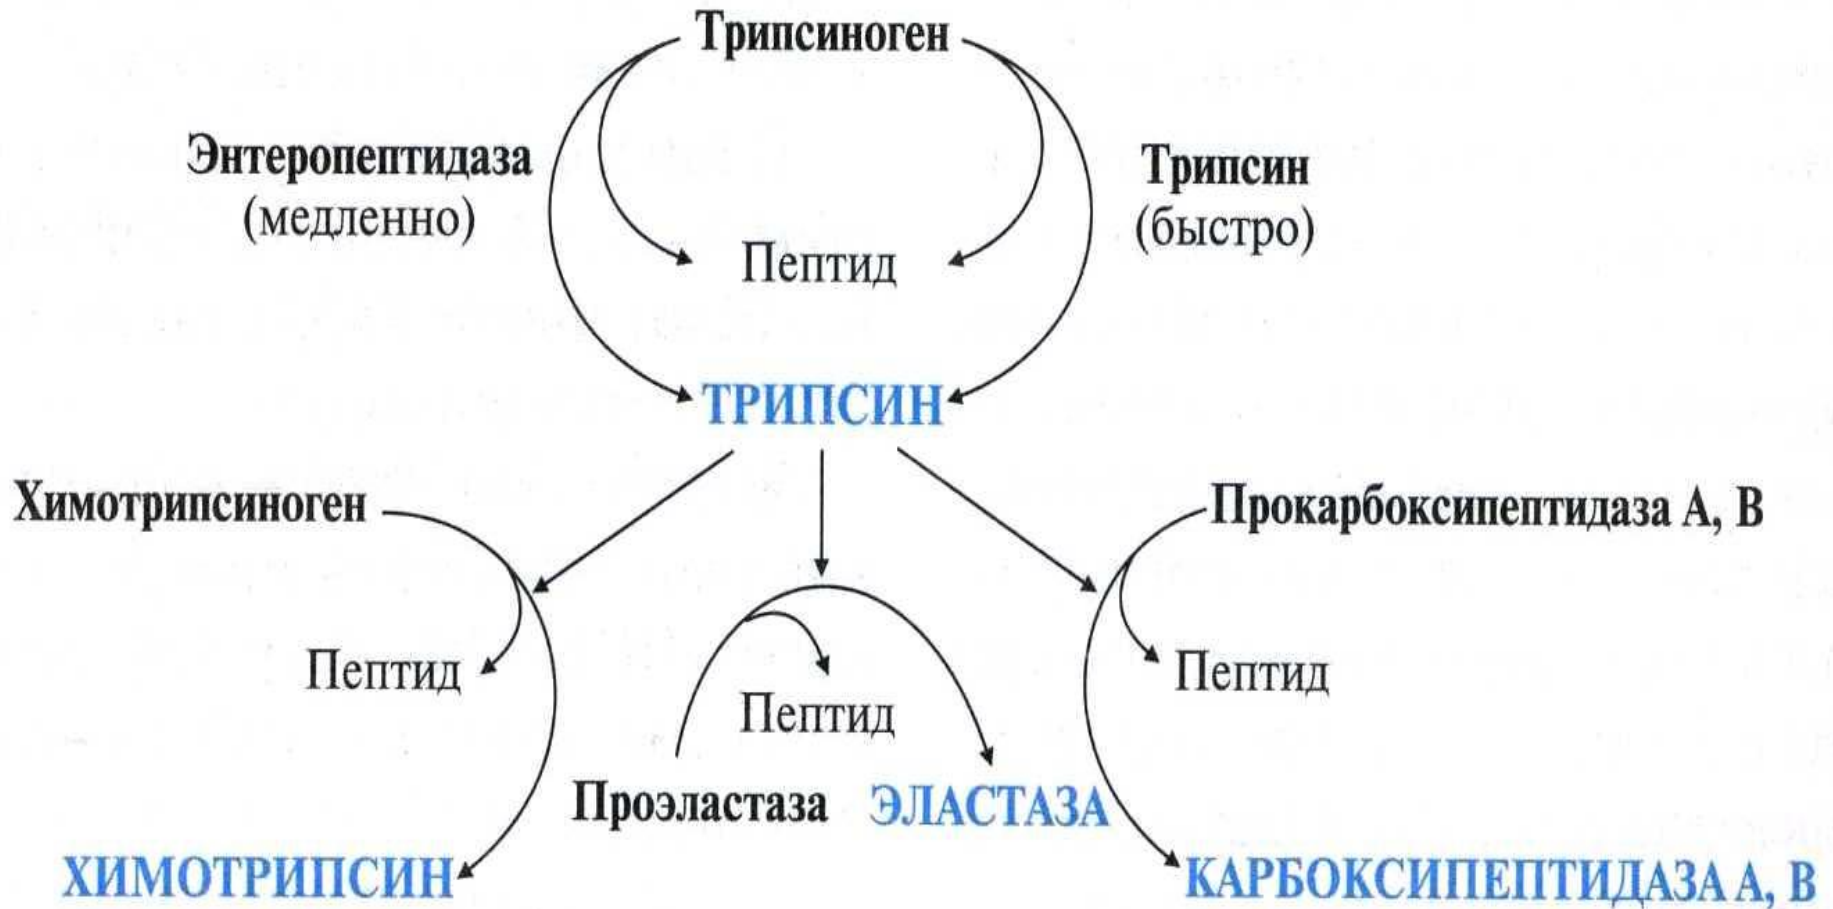 Трипсиноген
Энтеропептидаза
(медленно)
Трипсин
(быстро)
Пептид
ТРИПСИН
Химотрипсиноген
Прокарбоксипептидаза А, В
Пептид
Пептид
Пептид
Проэластаза
ЭЛАСТАЗА
ХИМОТРИПСИН
КАРБОКСИПЕПТИДАЗА А, В